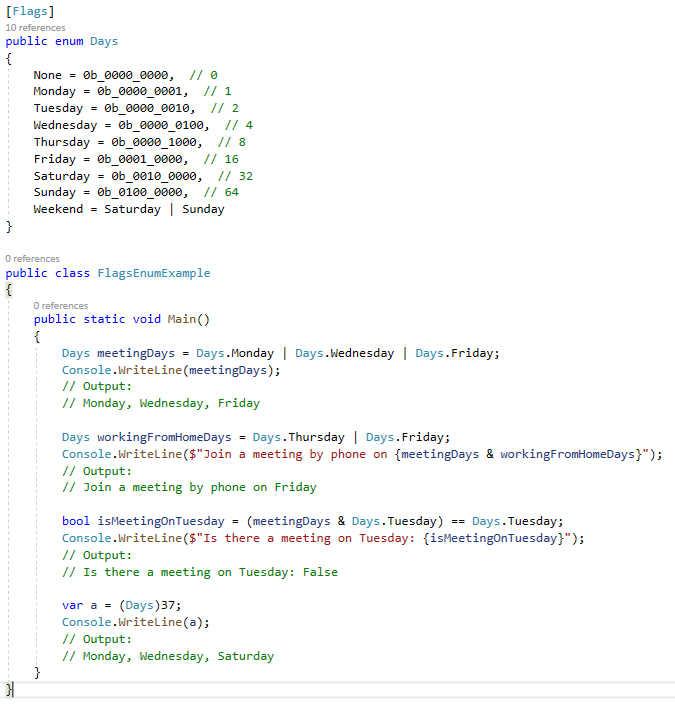 [Flags]
10 references
public enum Days
{
    None = 0b_0000_0000,  // 0
    Monday = 0b_0000_0001,  // 1
    Tuesday = 0b_0000_0010,  // 2
    Wednesday = 0b_0000_0100,  // 4
    Thursday = 0b_0000_1000,  // 8
    Friday = 0b_0001_0000,  // 16
    Saturday = 0b_0010_0000,  // 32
    Sunday = 0b_0100_0000,  // 64
    Weekend = Saturday | Sunday
}
0 references
public class FlagsEnumExample
{
    0 references
    public static void Main()
    {
        Days meetingDays = Days.Monday | Days.Wednesday | Days.Friday;
        Console.WriteLine(meetingDays);
        // Output:
        // Monday, Wednesday, Friday
        Days workingFromHomeDays = Days.Thursday | Days.Friday;
        Console.WriteLine($"Join a meeting by phone on {meetingDays & workingFromHomeDays}");
        // Output:
        // Join a meeting by phone on Friday
        bool isMeetingOnTuesday = (meetingDays & Days.Tuesday) == Days.Tuesday;
        Console.WriteLine($"Is there a meeting on Tuesday: {isMeetingOnTuesday}");
        // Output:
        // Is there a meeting on Tuesday: False
        var a = (Days)37;
        Console.WriteLine(a);
        // Output:
        // Monday, Wednesday, Saturday
    }
}